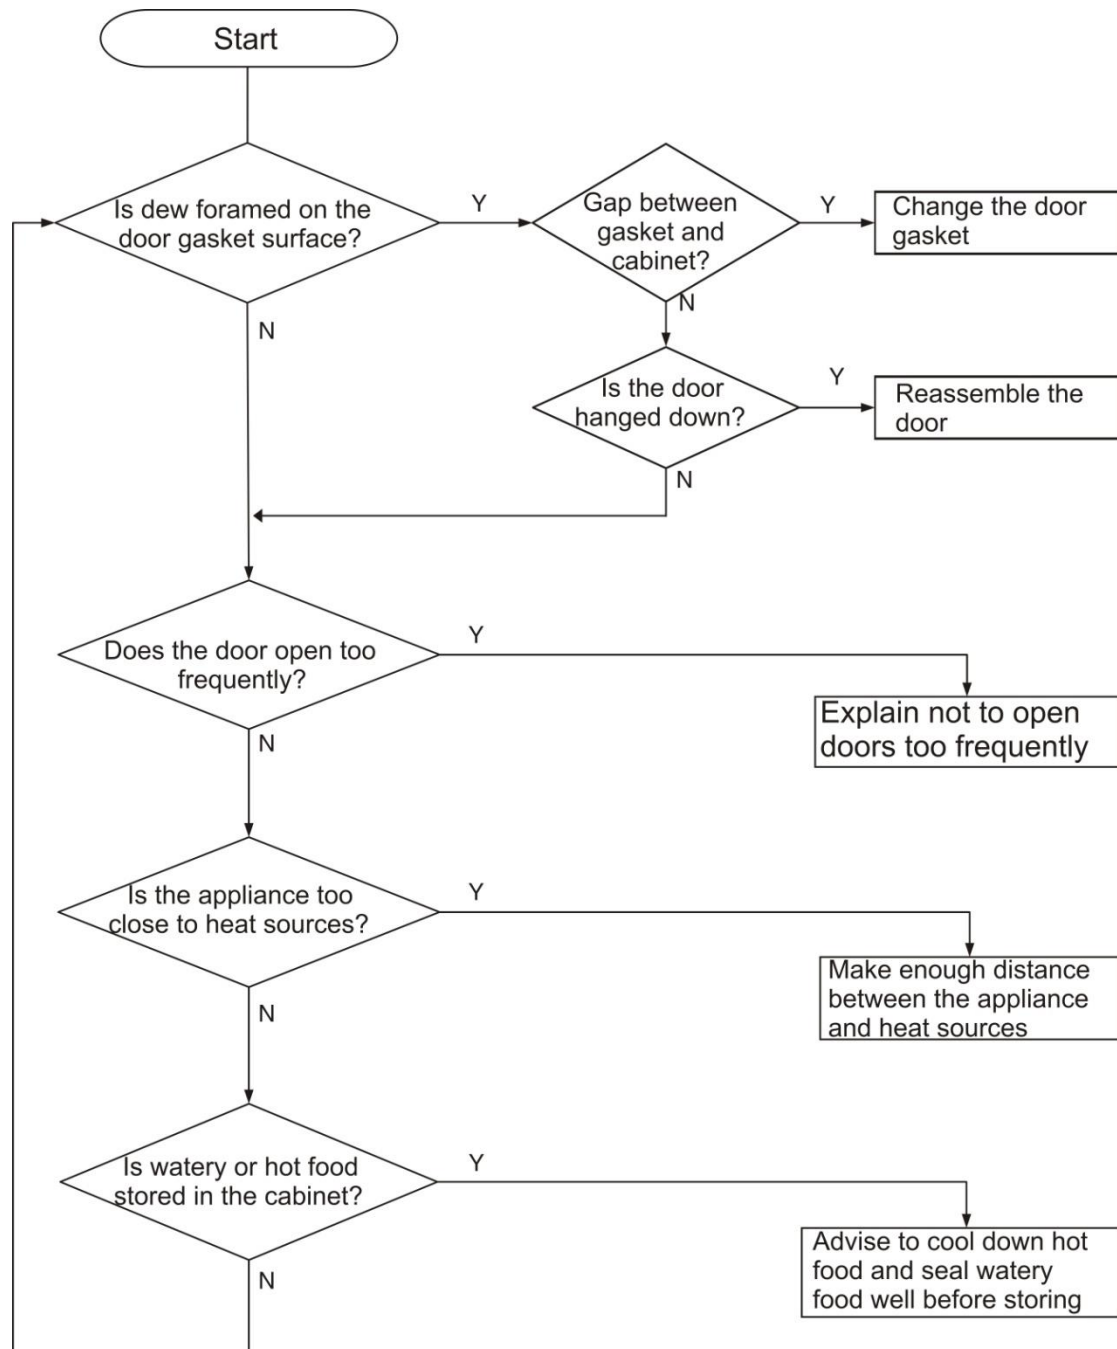 Start
Is dew foramed on the
door gasket surface?
Y
Gap between
gasket and
cabinet?
Y
Change the door
gasket
N
N
Is the door
hanged down?
Y
Reassemble the
door
N
Does the door open too
frequently?
Y
Explain not to open
doors too frequently
N
Is the appliance too
close to heat sources?
Y
Make enough distance
between the appliance
and heat sources
N
Is watery or hot food
stored in the cabinet?
Y
Advise to cool down hot
food and seal watery
food well before storing
N